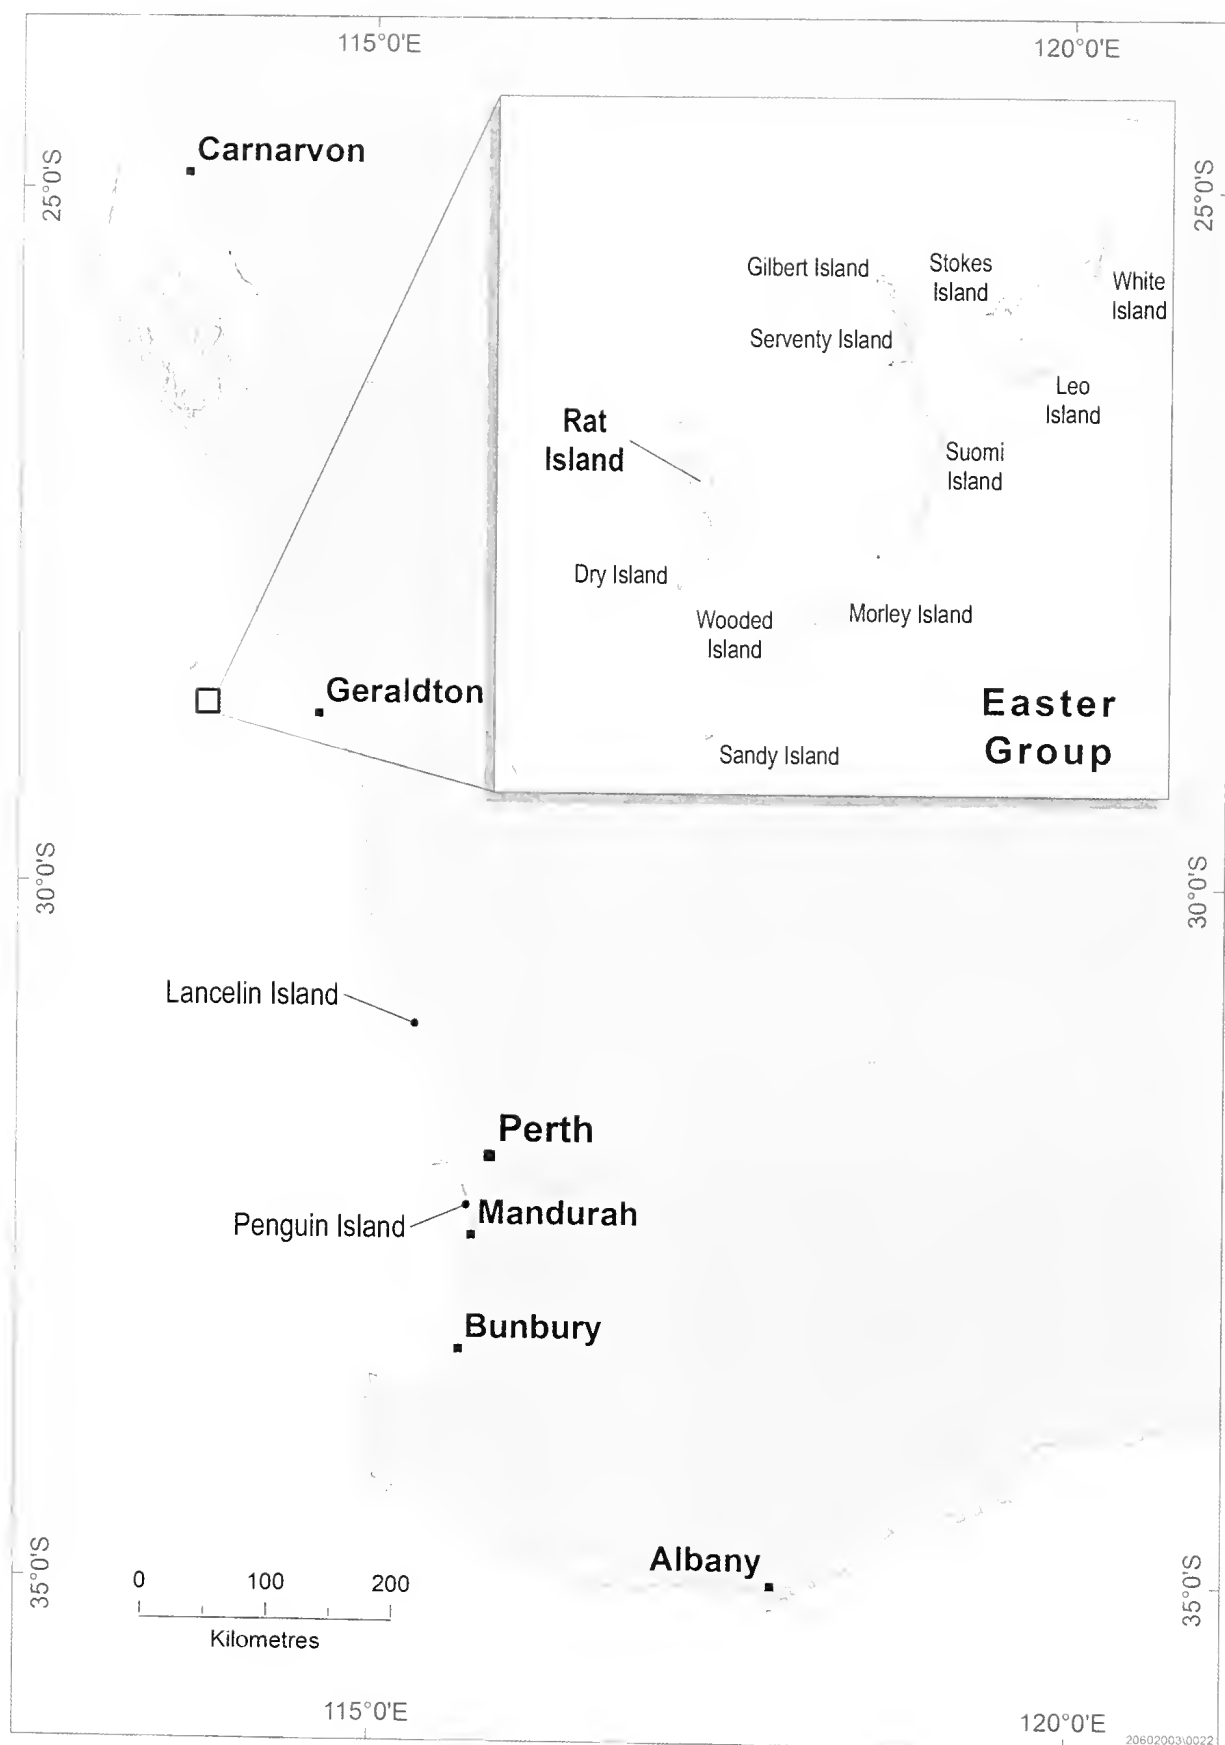 115°0'E
120°0'E
Carnarvon
25°0'S
25°0'S
Gilbert Island
Stokes
Island
White
Island
Serventy Island
Leo
Island
Rat
Island
Suomi
Island
Dry Island
Wooded
Island
Morley Island
Geraldton
Easter
Group
Sandy Island
30°0'S
30°0'S
Lancelin Island
Perth
Penguin Island
Mandurah
Bunbury
Albany
35°0'S
35°0'S
0 100 200
Kilometres
115°0'E
120°0'E
20602003\0022